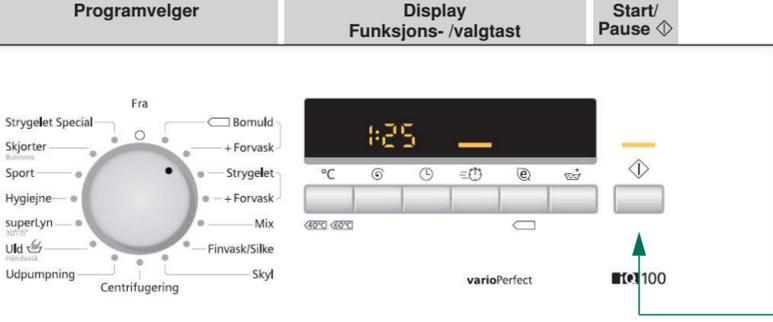 Programvelger
Display
Funksjons- /valgtast
Start/
Pause
Fra
Strygelet Special
Skjorter
Business
Sport
Hygiejne
superLyn
30'/15'
Uld
Håndvask
Udpumpning
Centrifugering
Bomuld
+ Forvask
Strygelet
+ Forvask
Mix
Finvask/Silke
Skyl
1:25
°C
e
40°C 60°C
varioPerfect
iQ100